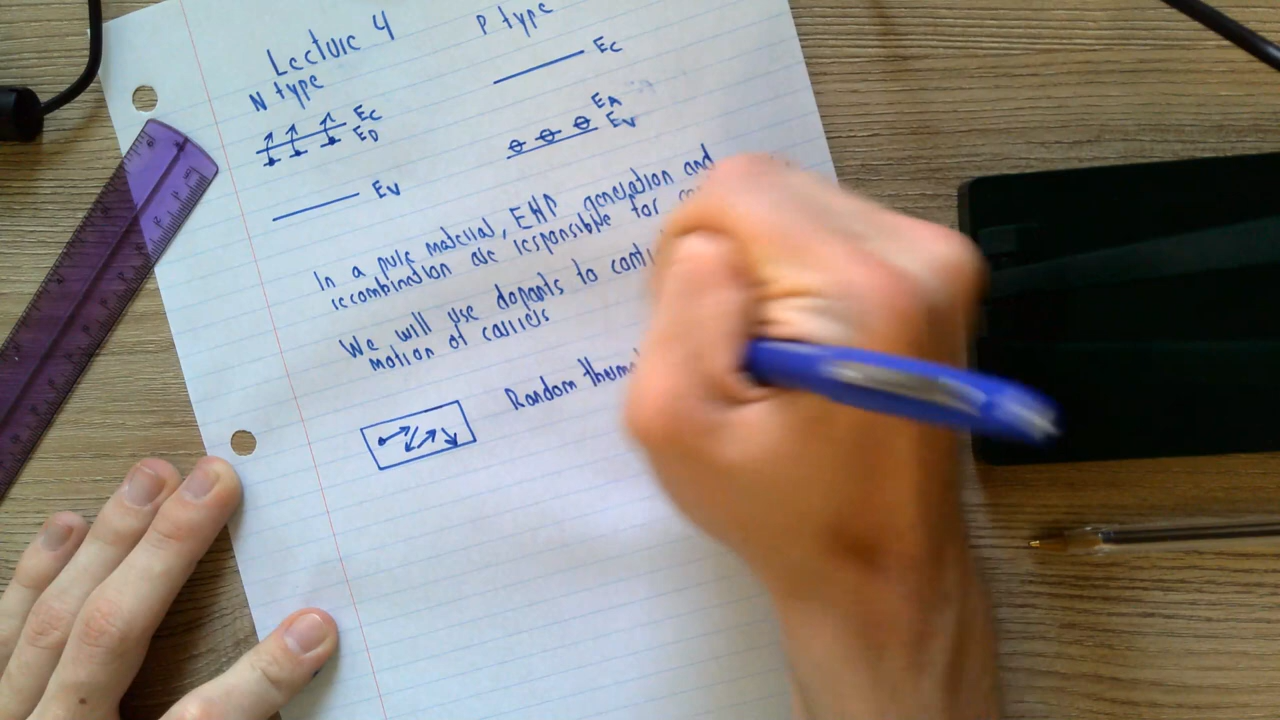 Lecture 4
N type
P type
Ec
ED
Ev
Ec
EA
Ev
In a pure material, EHP generation and
recombination are responsible for
We will use dopants to
motion of carriers
Random